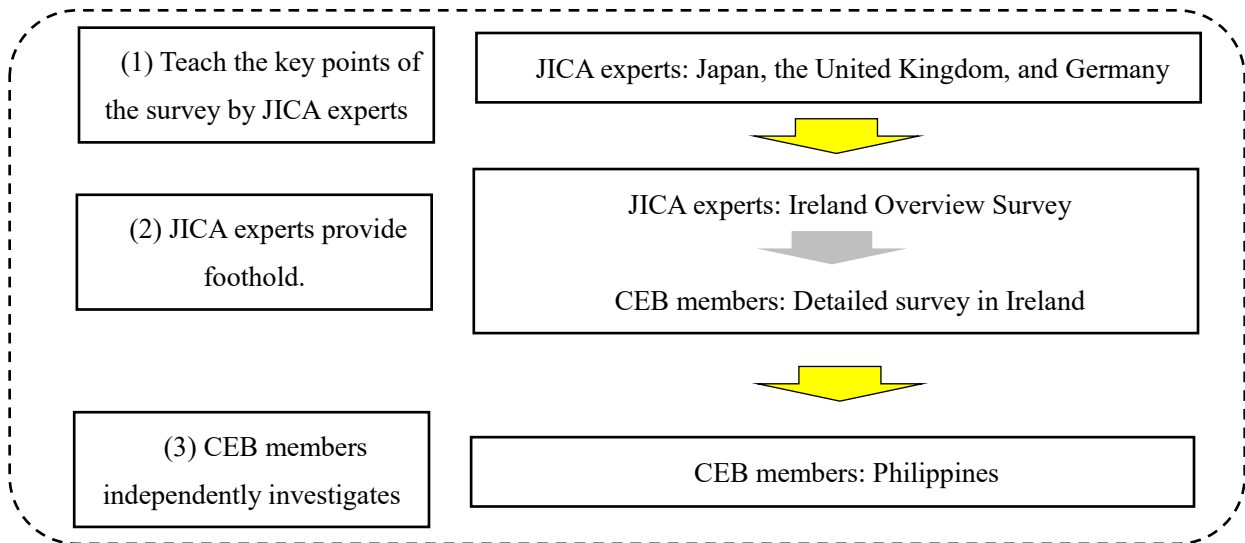 (1) Teach the key points of
the survey by JICA experts
JICA experts: Japan, the United Kingdom, and Germany
(2) JICA experts provide
foothold.
JICA experts: Ireland Overview Survey
CEB members: Detailed survey in Ireland
(3) CEB members
independently investigates
CEB members: Philippines